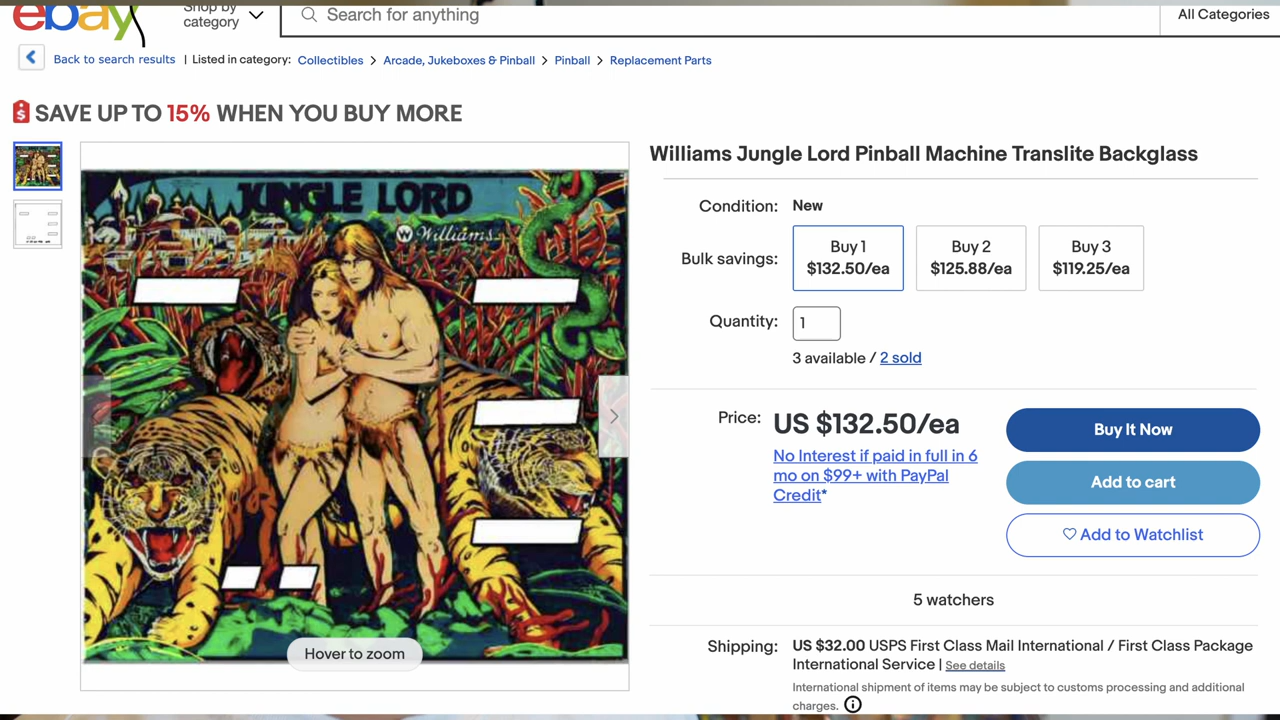 ebay
Shop by
category
Search for anything
All Categories
Back to search results | Listed in category: Collectibles > Arcade, Jukeboxes & Pinball > Pinball > Replacement Parts
SAVE UP TO 15% WHEN YOU BUY MORE
Williams Jungle Lord Pinball Machine Translite Backglass
JUNGLE LORD
W Williams
Condition: New
Bulk savings:
Buy 1
$132.50/ea
Buy 2
$125.88/ea
Buy 3
$119.25/ea
Quantity: 1
3 available / 2 sold
Price: US $132.50/ea
No Interest if paid in full in 6
mo on $99+ with PayPal
Credit*
Buy It Now
Add to cart
Add to Watchlist
5 watchers
Hover to zoom
Shipping: US $32.00 USPS First Class Mail International / First Class Package
International Service | See details
International shipment of items may be subject to customs processing and additional
charges.